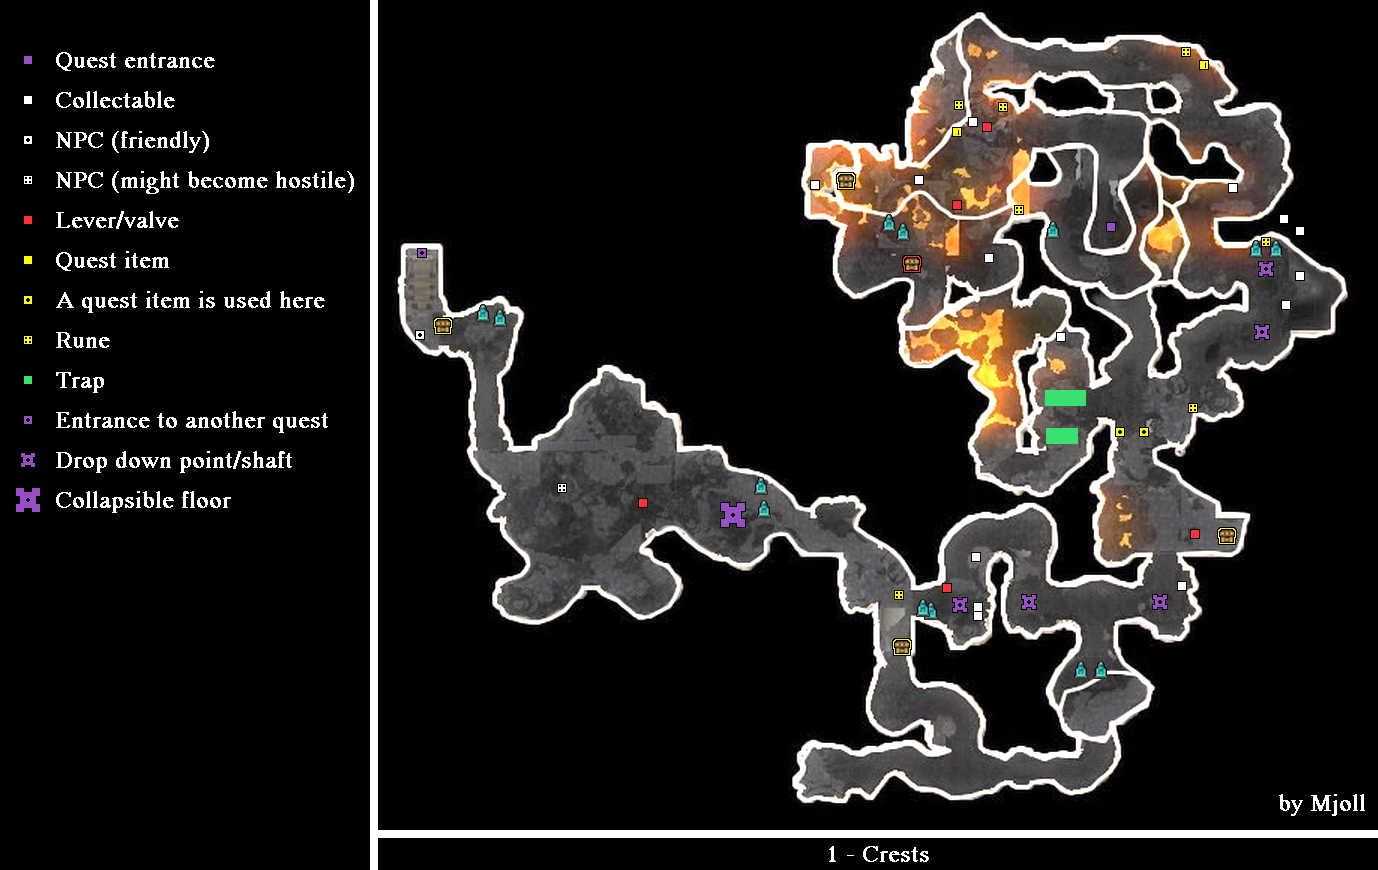 Quest entrance
Collectable
NPC (friendly)
NPC (might become hostile)
Lever/valve
Quest item
A quest item is used here
Rune
Trap
Entrance to another quest
Drop down point/shaft
Collapsible floor
by Mjoll
1 - Crests